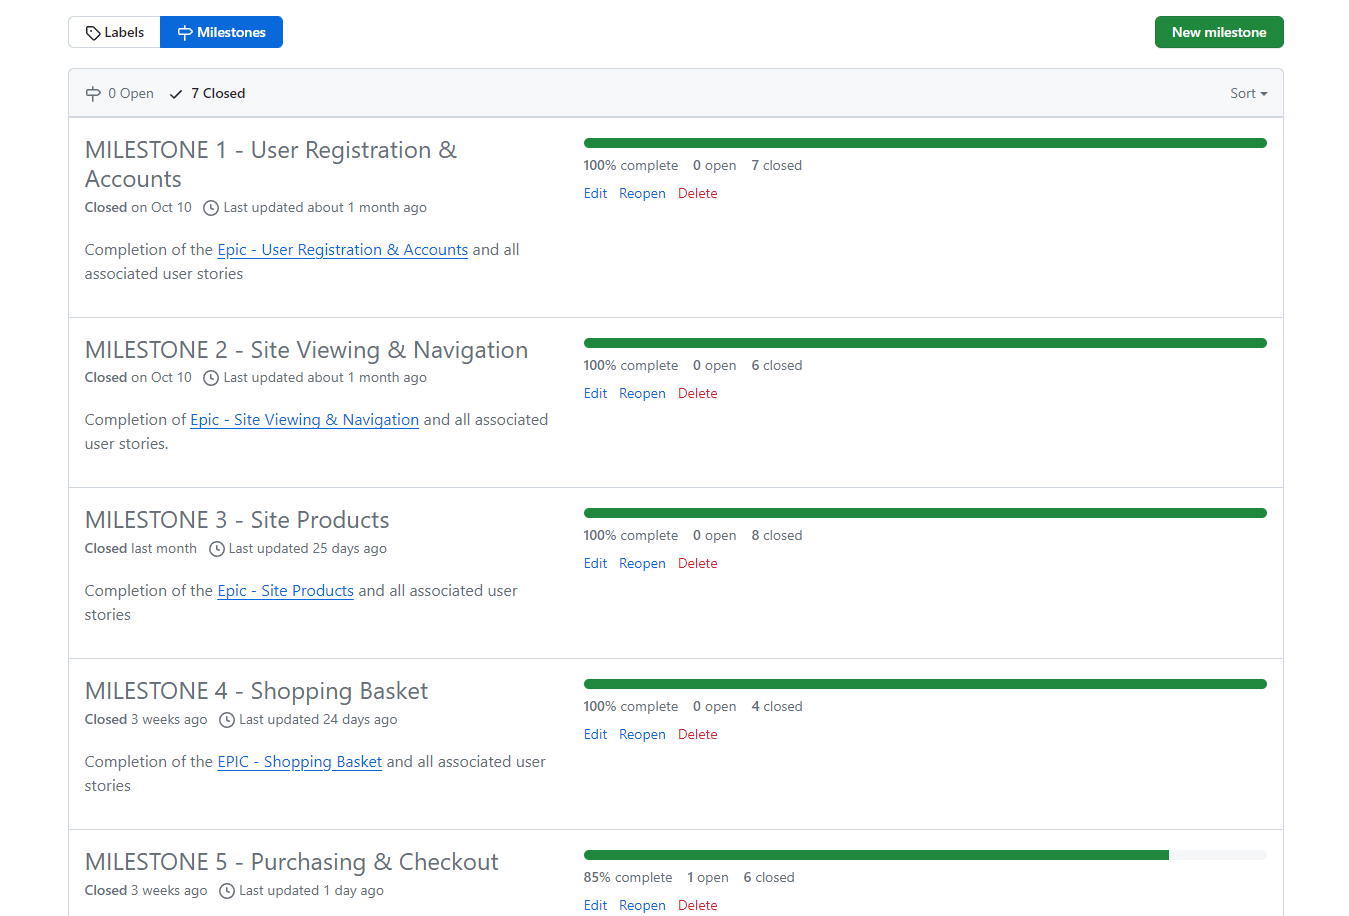 Labels Milestones New milestone
0 Open 7 Closed Sort
MILESTONE 1 - User Registration &
Accounts
Closed on Oct 10 Last updated about 1 month ago
Completion of the Epic - User Registration & Accounts and all
associated user stories
100% complete 0 open 7 closed
Edit Reopen Delete
MILESTONE 2 - Site Viewing & Navigation
Closed on Oct 10 Last updated about 1 month ago
Completion of Epic - Site Viewing & Navigation and all associated
user stories.
100% complete 0 open 6 closed
Edit Reopen Delete
MILESTONE 3 - Site Products
Closed last month Last updated 25 days ago
Completion of the Epic - Site Products and all associated user
stories
100% complete 0 open 8 closed
Edit Reopen Delete
MILESTONE 4 - Shopping Basket
Closed 3 weeks ago Last updated 24 days ago
Completion of the EPIC - Shopping Basket and all associated user
stories
100% complete 0 open 4 closed
Edit Reopen Delete
MILESTONE 5 - Purchasing & Checkout
Closed 3 weeks ago Last updated 1 day ago
85% complete 1 open 6 closed
Edit Reopen Delete